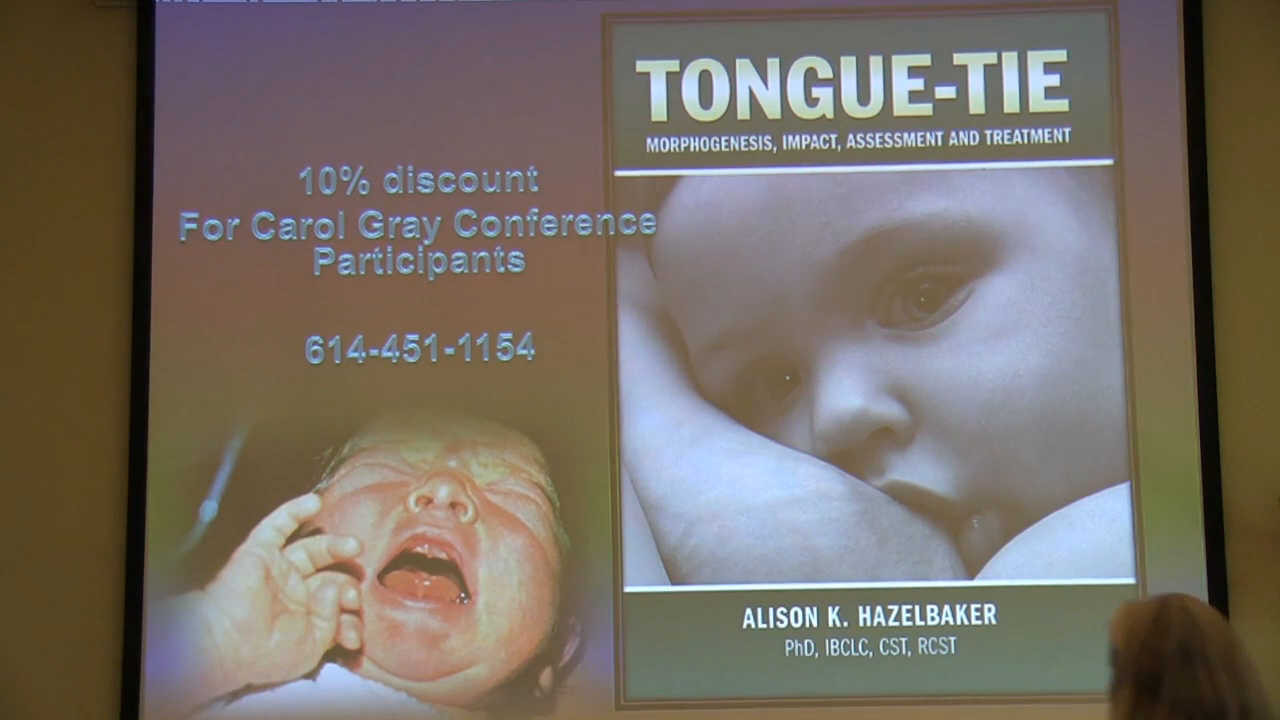 10% discount
For Carol Gray Conference
Participants
614-451-1154
TONGUE-TIE
MORPHOGENESIS, IMPACT, ASSESSMENT AND TREATMENT
ALISON K. HAZELBAKER
PhD, IBCLC, CST, RCST